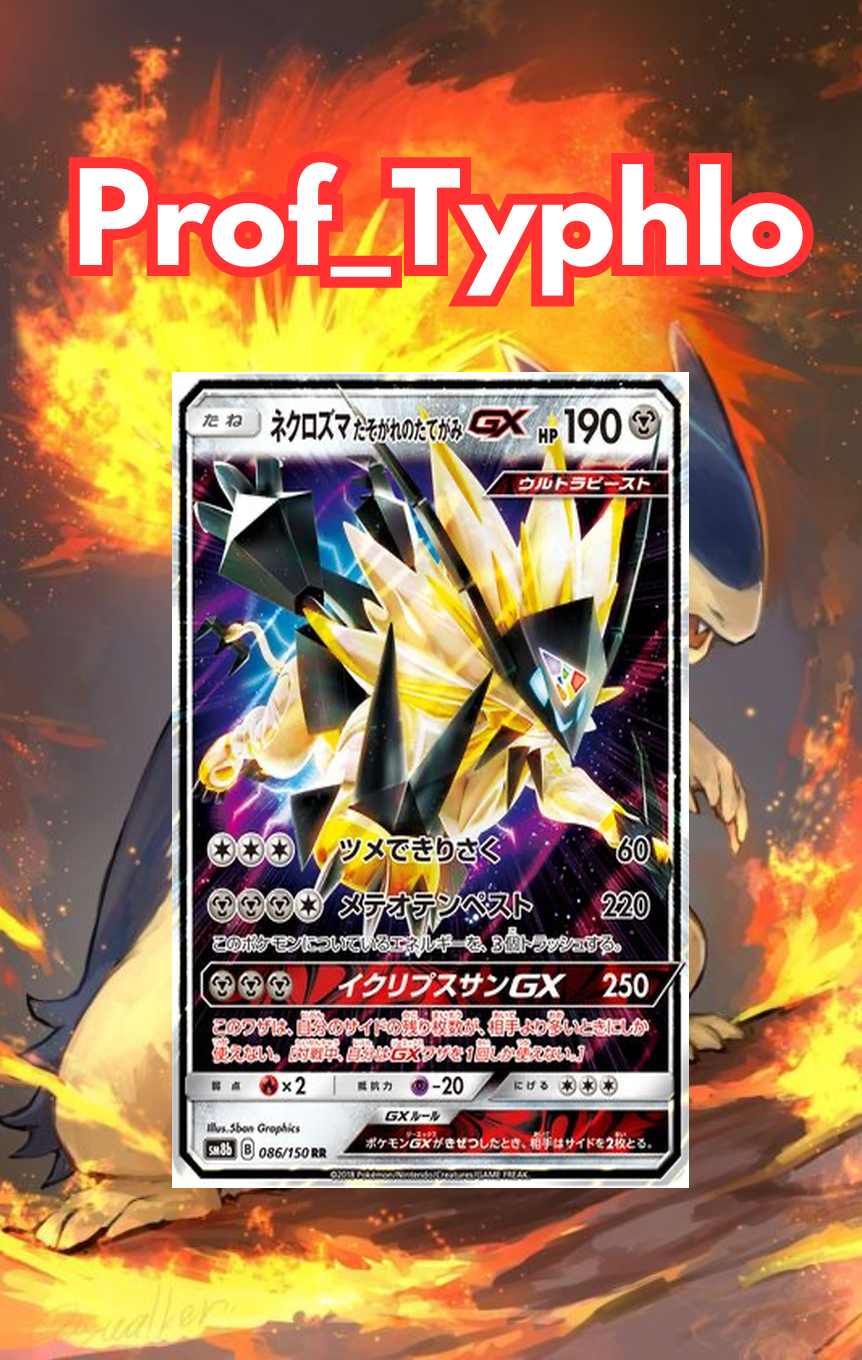 Prof_Typhlo
たね ネクロズマ たそがれのたてがみ GX HP 190
ウルトラビースト
ツメできりさく 60
メテオテンペスト 220
このポケモンについているエネルギーを、3個トラッシュする。
イクリプスサンGX 250
このワザは、自分のサイドの残り枚数が、相手より多いときにしか
使えない。[対戦中、自分はGXワザを1回しか使えない。]
弱点 ×2 抵抗力 -20 にげる
GXルール
Illus. 5ban Graphics
ポケモンGXがきぜつしたとき、相手はサイドを2枚とる。
sm8b B 086/150 RR
©2018 Pokémon/Nintendo/Creatures/GAME FREAK.